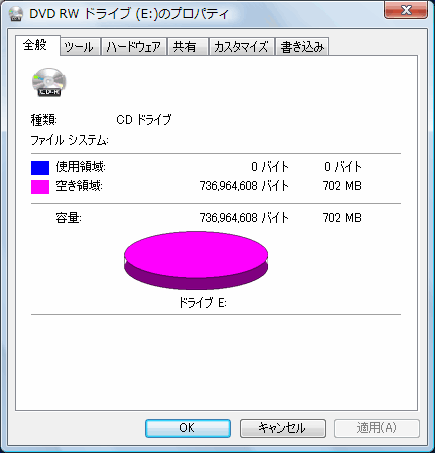 DVD RW ドライブ (E:)のプロパティ
全般 ツール ハードウェア 共有 カスタマイズ 書き込み
CD-R
種類: CD ドライブ
ファイル システム:
使用領域: 0 バイト 0 バイト
空き領域: 736,964,608 バイト 702 MB
容量: 736,964,608 バイト 702 MB
ドライブ E:
OK キャンセル 適用(A)